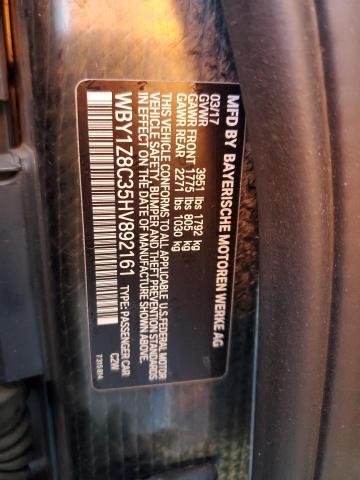 MFD BY BAYERISCHE MOTOREN WERKE AG
03/17
GVWR 3951 lbs 1792 kg
GAWR FRONT 1775 lbs 805 kg
GAWR REAR 2271 lbs 1030 kg
THIS VEHICLE CONFORMS TO ALL APPLICABLE U.S. FEDERAL MOTOR
VEHICLE SAFETY, BUMPER, AND THEFT PREVENTION STANDARDS
IN EFFECT ON THE DATE OF MANUFACTURE SHOWN ABOVE.
WBY1Z8C35HV892161 TYPE: PASSENGER CAR
C2W